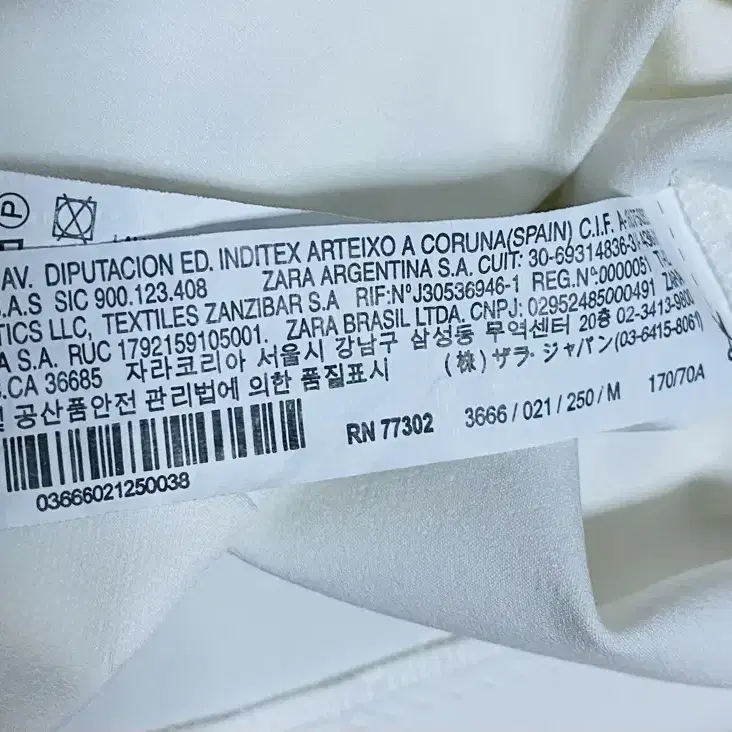 P
AV. DIPUTACION ED. INDITEX ARTEIXO A CORUNA(SPAIN) C.I.F.
.A.S SIC 900.123.408 ZARA ARGENTINA S.A. CUIT: 30-69314836-3
TICS LLC, TEXTILES ZANZIBAR S.A RIF:NºJ30536946-1 REG.Nº:0000051
A S.A. RUC 1792159105001. ZARA BRASIL LTDA. CNPJ: 02952485000491 ZARA
.CA 36685 자라코리아 서울시 강남구 삼성동 무역센터 20층 02-3413-9800
공산품안전 관리법에 의한 품질표시 (株) ザラ・ジャパン(03-6415-8061)
RN 77302 3666 / 021 / 250 / M 170/70A
03666021250038